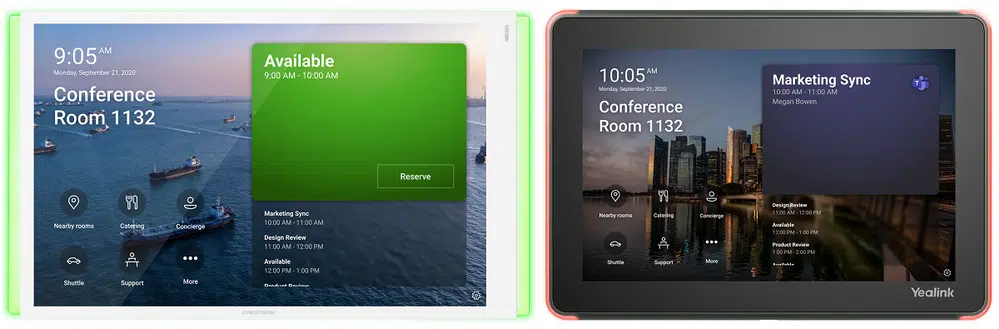 9:05 AM
Monday, September 21, 2020
Conference
Room 1132
Available
9:00 AM - 10:00 AM
Reserve
Nearby rooms
Catering
Concierge
Shuttle
Support
More
Marketing Sync
10:00 AM - 11:00 AM
Design Review
11:00 AM - 12:00 PM
Available
12:00 PM - 1:00 PM
Product Review
CRESTRON
10:05 AM
Monday, September 21, 2020
Conference
Room 1132
Marketing Sync
10:00 AM - 11:00 AM
Megan Bowen
Nearby rooms
Catering
Concierge
Shuttle
Support
More
Design Review
11:00 AM - 12:00 PM
Available
12:00 PM - 1:00 PM
Product Review
1:00 PM - 2:00 PM
Yealink